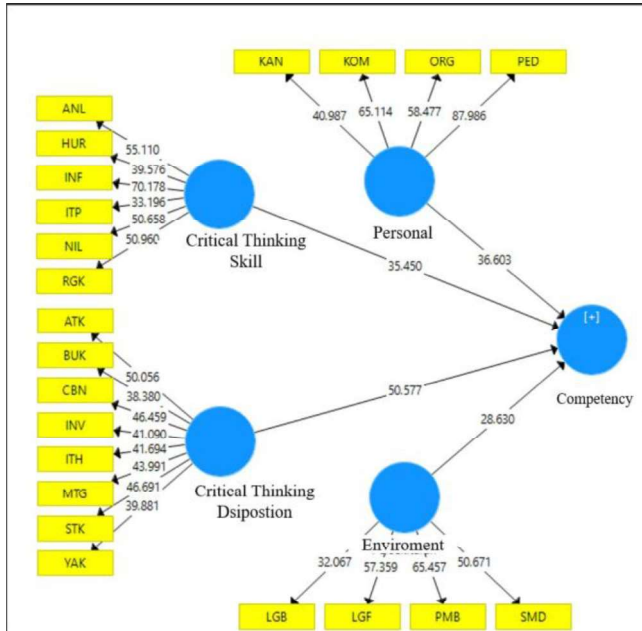 KAN
KOM
ORG
PED
40.987
65.114
58.477
87.986
Personal
ANL
HUR
INF
ITP
NIL
RGK
55.110
39.576
70.178
33.196
50.658
50.960
Critical Thinking
Skill
35.450
36.603
[+]
Competency
ATK
BUK
CBN
INV
ITH
MTG
STK
YAK
50.056
38.380
46.459
41.090
41.694
43.991
46.691
39.881
Critical Thinking
Dsipostion
50.577
28.630
Enviroment
32.067
57.359
65.457
50.671
LGB
LGF
PMB
SMD